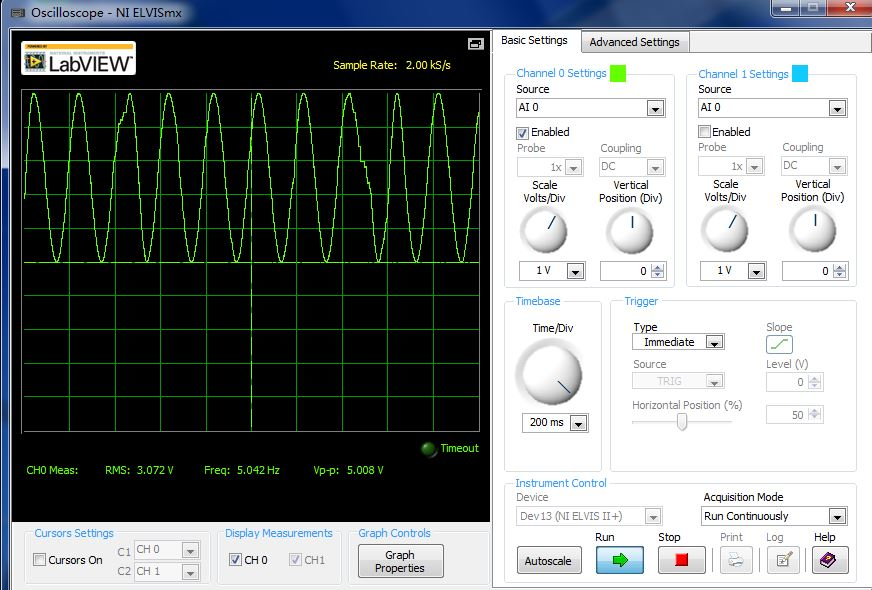 Oscilloscope - NI ELVISmx
POWERED BY
NATIONAL INSTRUMENTS
LabVIEW™
Sample Rate: 2.00 kS/s
Timeout
CH0 Meas: RMS: 3.072 V Freq: 5.042 Hz Vp-p: 5.008 V
Cursors Settings
Cursors On
C1 CH 0
C2 CH 1
Display Measurements
CH 0 CH1
Graph Controls
Graph
Properties
Basic Settings Advanced Settings
Channel 0 Settings
Source
AI 0
Enabled
Probe Coupling
1x DC
Scale Vertical
Volts/Div Position (Div)
1 V 0
Channel 1 Settings
Source
AI 0
Enabled
Probe Coupling
1x DC
Scale Vertical
Volts/Div Position (Div)
1 V 0
Timebase
Time/Div
200 ms
Trigger
Type Slope
Immediate
Source Level (V)
TRIG 0
Horizontal Position (%)
50
Instrument Control
Device Acquisition Mode
Dev13 (NI ELVIS II+) Run Continuously
Run Stop Print Log Help
Autoscale